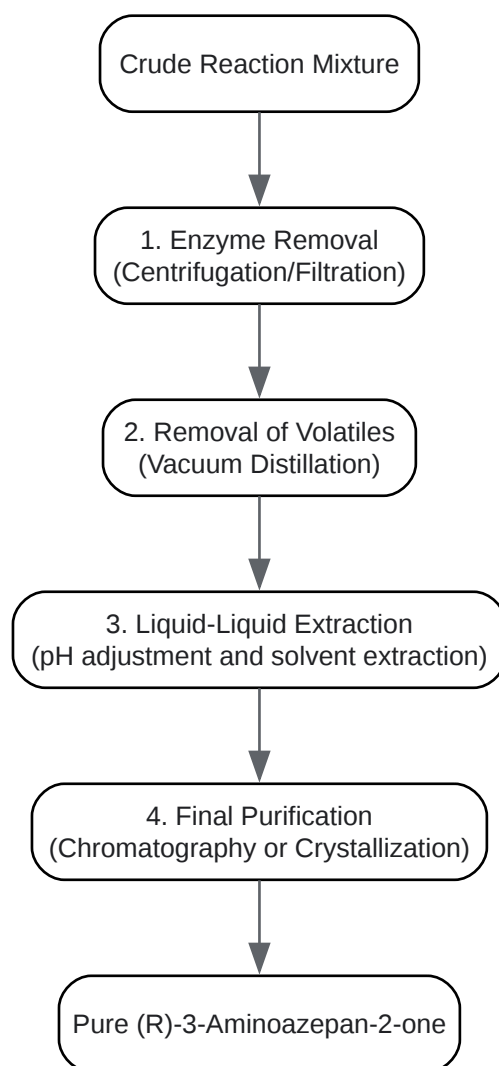 Crude Reaction Mixture
1. Enzyme Removal
(Centrifugation/Filtration)
2. Removal of Volatiles
(Vacuum Distillation)
3. Liquid-Liquid Extraction
(pH adjustment and solvent extraction)
4. Final Purification
(Chromatography or Crystallization)
Pure (R)-3-Aminoazepan-2-one